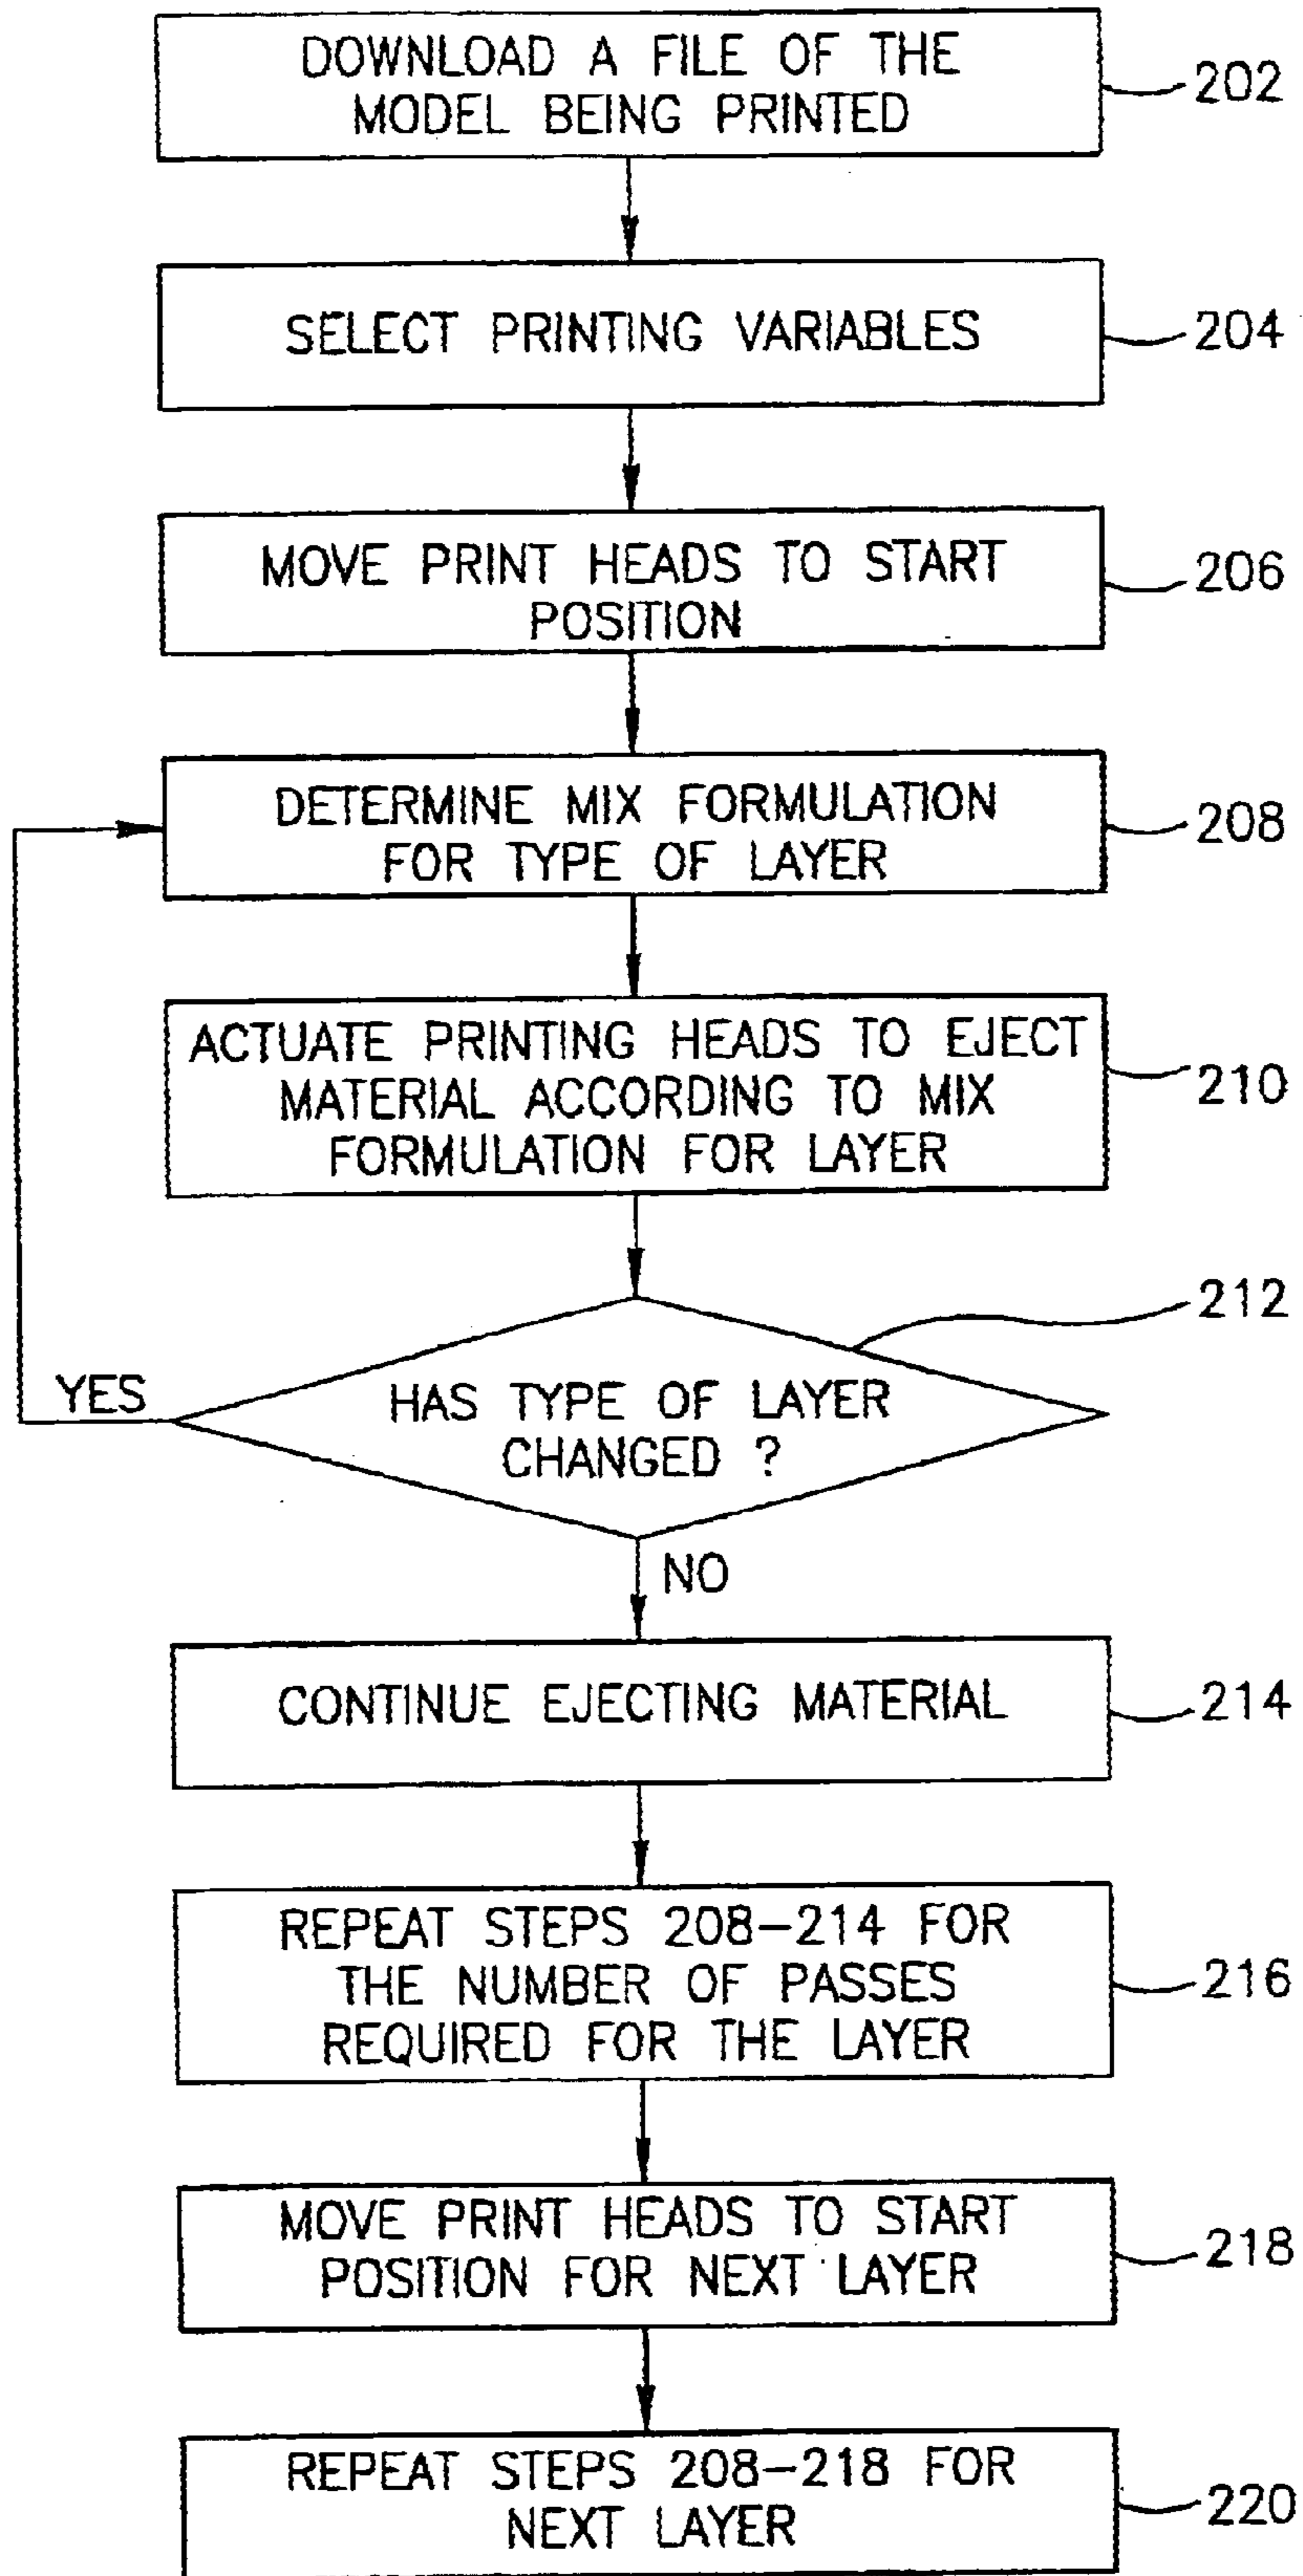 DOWNLOAD A FILE OF THE
MODEL BEING PRINTED
202
SELECT PRINTING VARIABLES
204
MOVE PRINT HEADS TO START
POSITION
206
DETERMINE MIX FORMULATION
FOR TYPE OF LAYER
208
ACTUATE PRINTING HEADS TO EJECT
MATERIAL ACCORDING TO MIX
FORMULATION FOR LAYER
210
212
YES
HAS TYPE OF LAYER
CHANGED ?
NO
CONTINUE EJECTING MATERIAL
214
REPEAT STEPS 208-214 FOR
THE NUMBER OF PASSES
REQUIRED FOR THE LAYER
216
MOVE PRINT HEADS TO START
POSITION FOR NEXT LAYER
218
REPEAT STEPS 208-218 FOR
NEXT LAYER
220